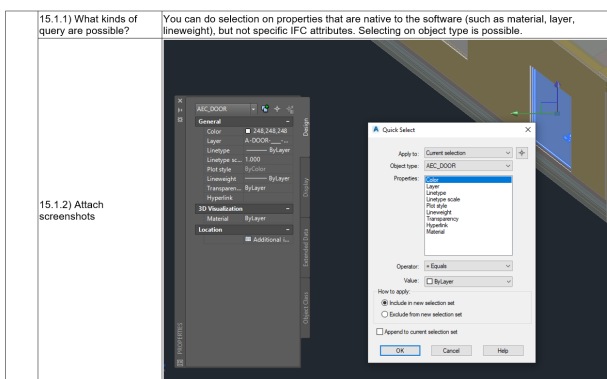 15.1.1) What kinds of
query are possible?
You can do selection on properties that are native to the software (such as material, layer,
lineweight), but not specific IFC attributes. Selecting on object type is possible.
15.1.2) Attach
screenshots
AEC_DOOR
General
Color 248,248,248
Layer A-DOOR-___-...
Linetype ByLayer
Linetype sc... 1.000
Plot style ByColor
Lineweight ByLayer
Transparen... ByLayer
Hyperlink
3D Visualization
Material ByLayer
Location
Additional i...
Design
Display
Extended Data
Object Class
PROPERTIES
Quick Select
Apply to: Current selection
Object type: AEC_DOOR
Properties: Color
Layer
Linetype
Linetype scale
Plot style
Lineweight
Transparency
Hyperlink
Material
Operator: = Equals
Value: ByLayer
How to apply:
Include in new selection set
Exclude from new selection set
Append to current selection set
OK Cancel Help